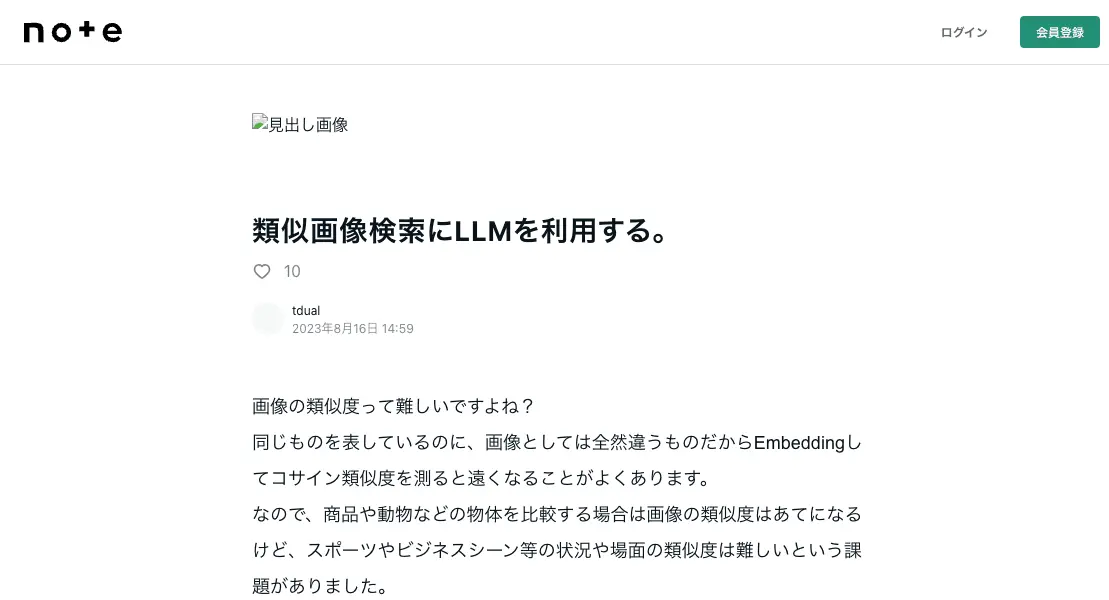 note
ログイン
会員登録
見出し画像
類似画像検索にLLMを利用する。
10
tdual
2023年8月16日 14:59
画像の類似度って難しいですよね？
同じものを表しているのに、画像としては全然違うものだからEmbeddingし
てコサイン類似度を測ると遠くなることがよくあります。
なので、商品や動物などの物体を比較する場合は画像の類似度はあてになる
けど、スポーツやビジネスシーン等の状況や場面の類似度は難しいという課
題がありました。